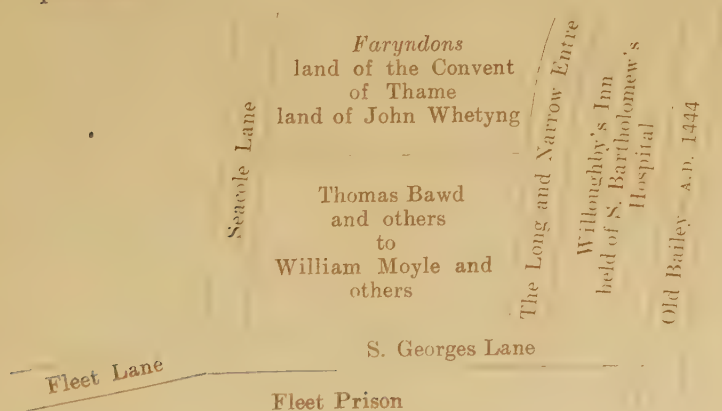 Faryndons
land of the Convent
of Thame
land of John Whetyng
Seacole Lane
The Long and Narrow Entre
Willoughby's Inn
held of S. Bartholomew's
Hospital
Old Bailey A.D. 1444
Thomas Bawd
and others
to
William Moyle and
others
S. Georges Lane
Fleet Lane
Fleet Prison